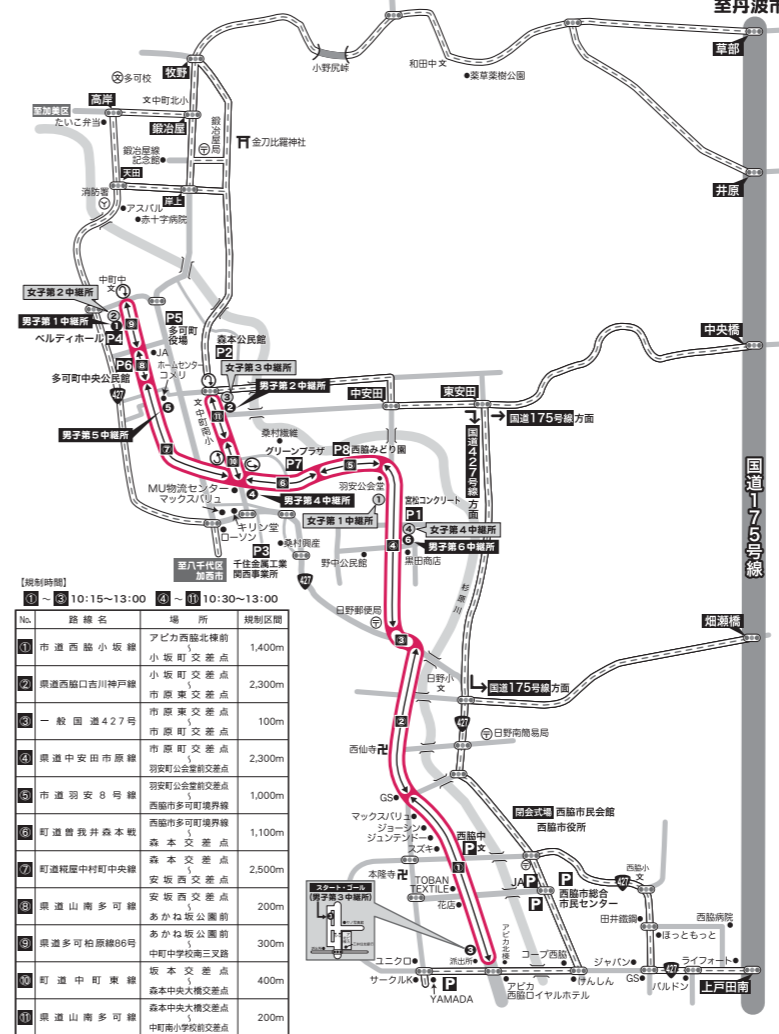 至丹波市
草部
牧野
小野尻峠
和田中文
●薬草薬樹公園
文多可校
高岸
文中町北小
至加美区
たいこ弁当●
鍛冶屋
鍛冶屋局
金刀比羅神社
鍛冶屋線
記念館●
天田
消防署
岸上
井原
●アスパル
●赤十字病院
中町中
文
女子第2中継所
男子第1中継所
ベルディホール P4
P5
多可町
役場
森本公民館
P2
女子第3中継所
男子第2中継所
中央橋
P6
●JA
ホームセンター
コメリ
多可町中央公民館
427
文中町南小
中安田
東安田
国道175号線方面
国道427号線方面
男子第5中継所
桑村繊維
グリーンプラザ
P7
P8 西脇みどり園
国道175号線
MU物流センター
マックスバリュ
男子第4中継所
羽安公会堂
女子第1中継所
宮松コンクリート
P1
女子第4中継所
男子第6中継所
キリン堂
ローソン
P3
千住金属工業
関西事業所
●桑村興産
野中公民館
黒田商店
至八千代区
加西市
427
杉原川
日野郵便局
畑瀬橋
日野小
文
国道175号線方面
427
日野南簡易局
西仙寺
GS●
閉会式場 西脇市民会館
西脇市役所
マックスバリュ
ジョーシン
ジュンテンドー
スズキ
西脇中
P文
本隆寺
TOBAN
TEXTILE
花店
JA P
P
P
西脇市総合
市民センター
427
西脇小
文
スタート・ゴール
(男子第3中継所)
田井鐵鋼
●ほっともっと
西脇病院
派出所
アピカ北棟
コープ西脇
ユニクロ
サークルK
P
YAMADA
アピカ
西脇ロイヤルホテル
けんしん
ジャパン
GS
バルドン
427
ライフォート
上戸田南
【規制時間】
①～③10:15～13:00 ④～⑪10:30～13:00
No. 路線名 場所 規制区間
① 市道西脇小坂線 アピカ西脇北棟前～小坂町交差点 1,400m
② 県道西脇口吉川神戸線 小坂町交差点～市原東交差点 2,300m
③ 一般国道427号 市原東交差点～市原町交差点 100m
④ 県道中安田市原線 市原町交差点～羽安町公会堂前交差点 2,300m
⑤ 市道羽安8号線 羽安町公会堂前交差点～西脇市多可町境界線 1,000m
⑥ 町道曽我井森本戦 西脇市多可町境界線～森本交差点 1,100m
⑦ 町道糀屋中村町中央線 森本交差点～安坂西交差点 2,500m
⑧ 県道山南多可線 安坂西交差点～あかね坂公園前 200m
⑨ 県道多可柏原線86号 あかね坂公園前～中町中学校南三叉路 300m
⑩ 町道中町東線 坂本交差点～森本中央大橋交差点 400m
⑪ 県道山南多可線 森本中央大橋交差点～中町南小学校前交差点 200m